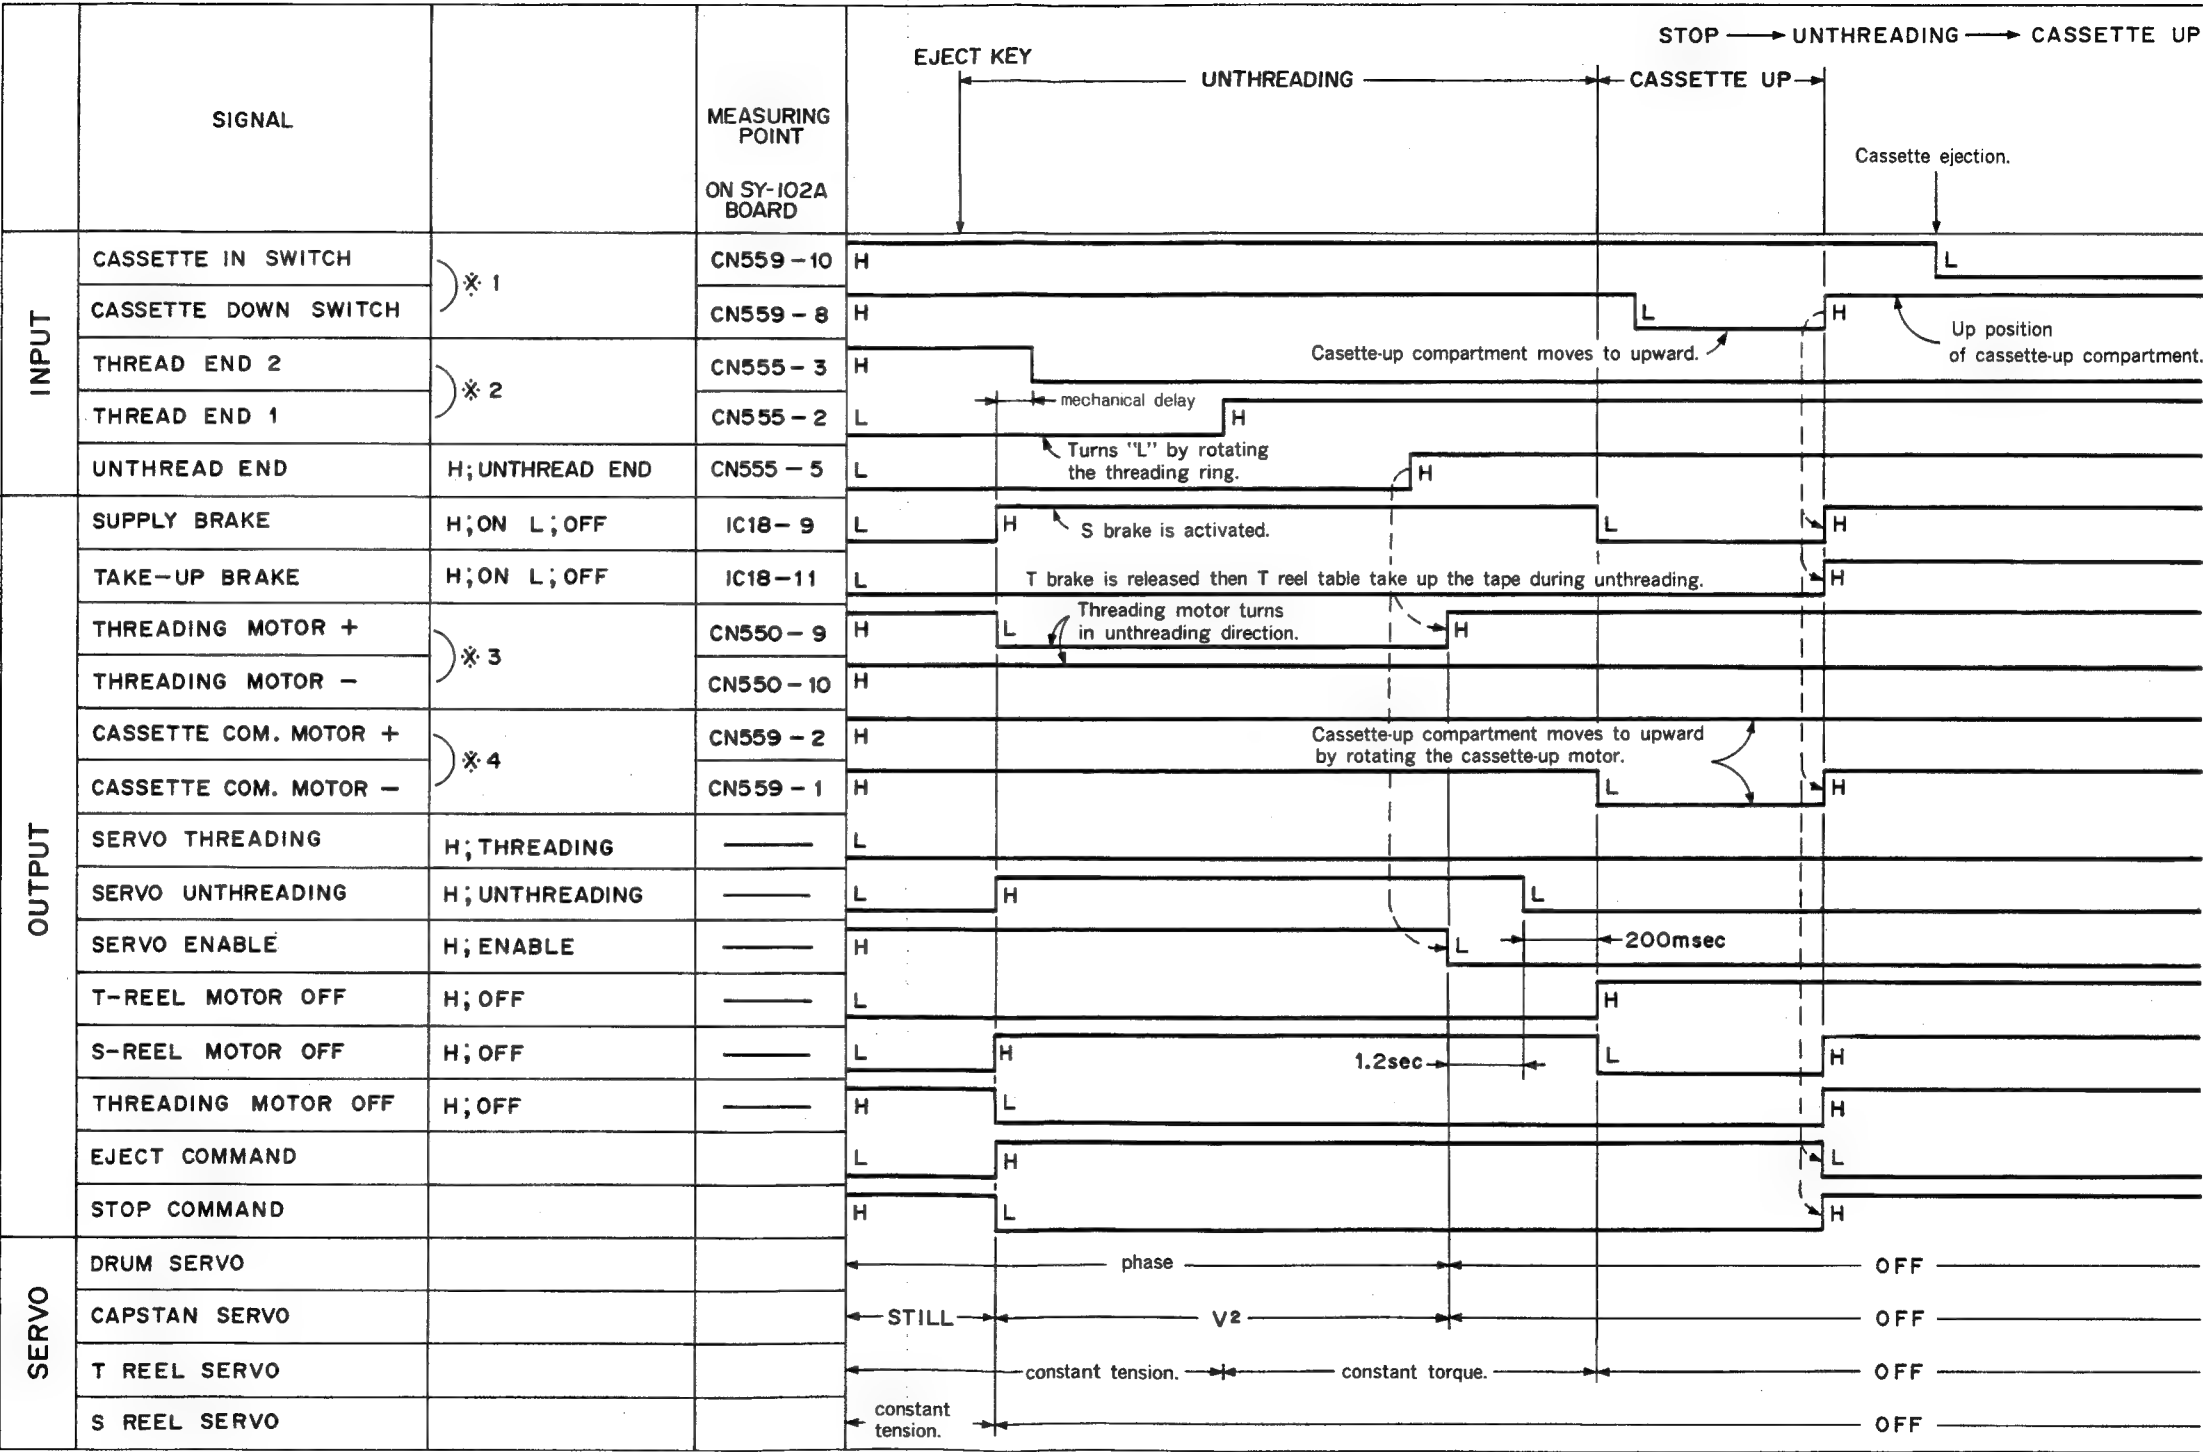 STOP → UNTHREADING → CASSETTE UP
EJECT KEY
UNTHREADING
CASSETTE UP
SIGNAL
MEASURING
POINT
ON SY-102A
BOARD
Cassette ejection.
INPUT
CASSETTE IN SWITCH
※ 1
CN559-10
H
L
CASSETTE DOWN SWITCH
CN559-8
H
L
H
Casette-up compartment moves to upward.
Up position
of cassette-up compartment.
THREAD END 2
※ 2
CN555-3
H
mechanical delay
THREAD END 1
CN555-2
L
H
Turns "L" by rotating
the threading ring.
UNTHREAD END
H; UNTHREAD END
CN555-5
L
H
OUTPUT
SUPPLY BRAKE
H; ON L; OFF
IC18-9
L
H
S brake is activated.
L
H
TAKE-UP BRAKE
H; ON L; OFF
IC18-11
L
T brake is released then T reel table take up the tape during unthreading.
H
THREADING MOTOR +
※ 3
CN550-9
H
L
Threading motor turns
in unthreading direction.
H
THREADING MOTOR -
CN550-10
H
CASSETTE COM. MOTOR +
※ 4
CN559-2
H
Cassette-up compartment moves to upward
by rotating the cassette-up motor.
CASSETTE COM. MOTOR -
CN559-1
H
L
H
SERVO THREADING
H; THREADING
L
SERVO UNTHREADING
H; UNTHREADING
L
H
L
SERVO ENABLE
H; ENABLE
H
L
200msec
T-REEL MOTOR OFF
H; OFF
L
H
S-REEL MOTOR OFF
H; OFF
L
H
1.2sec
L
H
THREADING MOTOR OFF
H; OFF
H
L
H
EJECT COMMAND
L
H
L
STOP COMMAND
H
L
H
SERVO
DRUM SERVO
phase
OFF
CAPSTAN SERVO
STILL
V2
OFF
T REEL SERVO
constant tension.
constant torque.
OFF
S REEL SERVO
constant
tension.
OFF